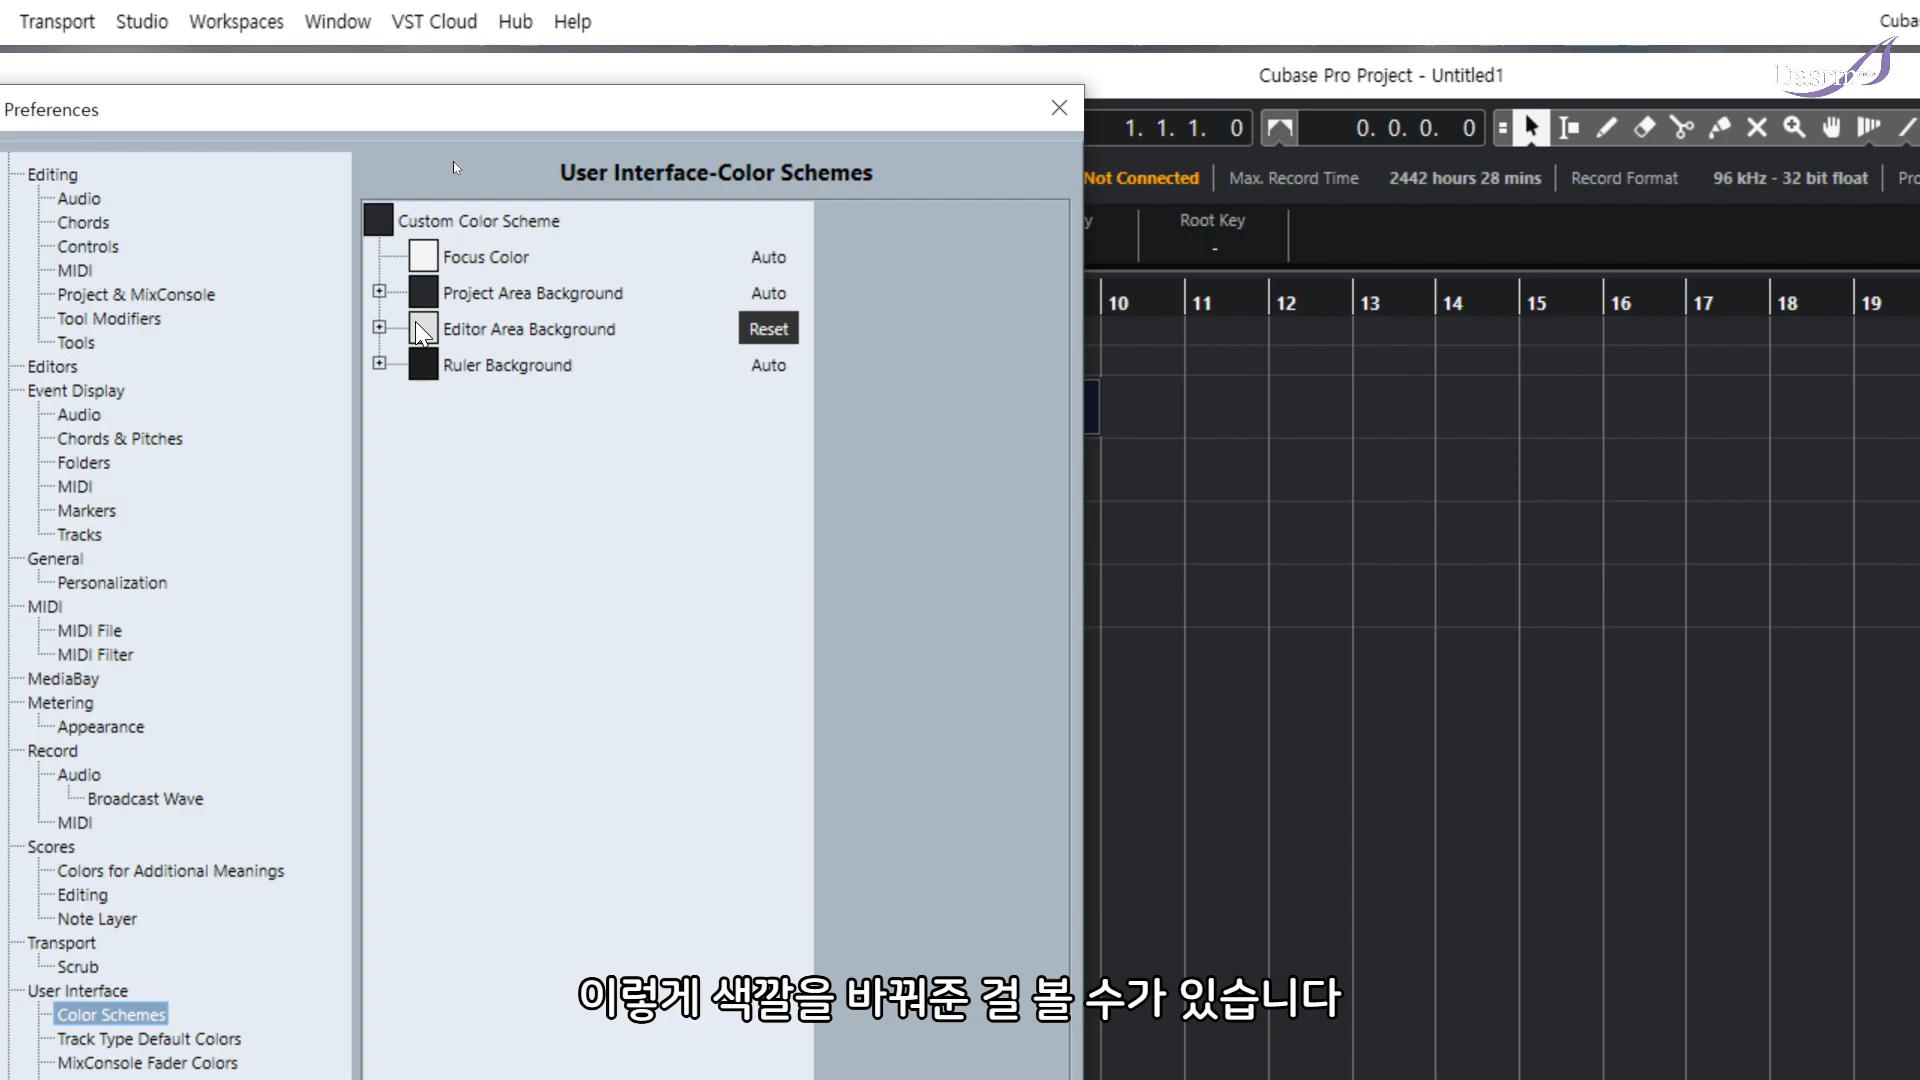 Transport Studio Workspaces Window VST Cloud Hub Help
Cubase Pro Project - Untitled1
Preferences
1. 1. 1. 0
0. 0. 0. 0
Not Connected
Max. Record Time
2442 hours 28 mins
Record Format
96 kHz - 32 bit float
Root Key
-
10 11 12 13 14 15 16 17 18 19
Editing
Audio
Chords
Controls
MIDI
Project & MixConsole
Tool Modifiers
Tools
Editors
Event Display
Audio
Chords & Pitches
Folders
MIDI
Markers
Tracks
General
Personalization
MIDI
MIDI File
MIDI Filter
MediaBay
Metering
Appearance
Record
Audio
Broadcast Wave
MIDI
Scores
Colors for Additional Meanings
Editing
Note Layer
Transport
Scrub
User Interface
Color Schemes
Track Type Default Colors
MixConsole Fader Colors
User Interface-Color Schemes
Custom Color Scheme
Focus Color Auto
Project Area Background Auto
Editor Area Background Reset
Ruler Background Auto
이렇게 색깔을 바꿔준 걸 볼 수가 있습니다